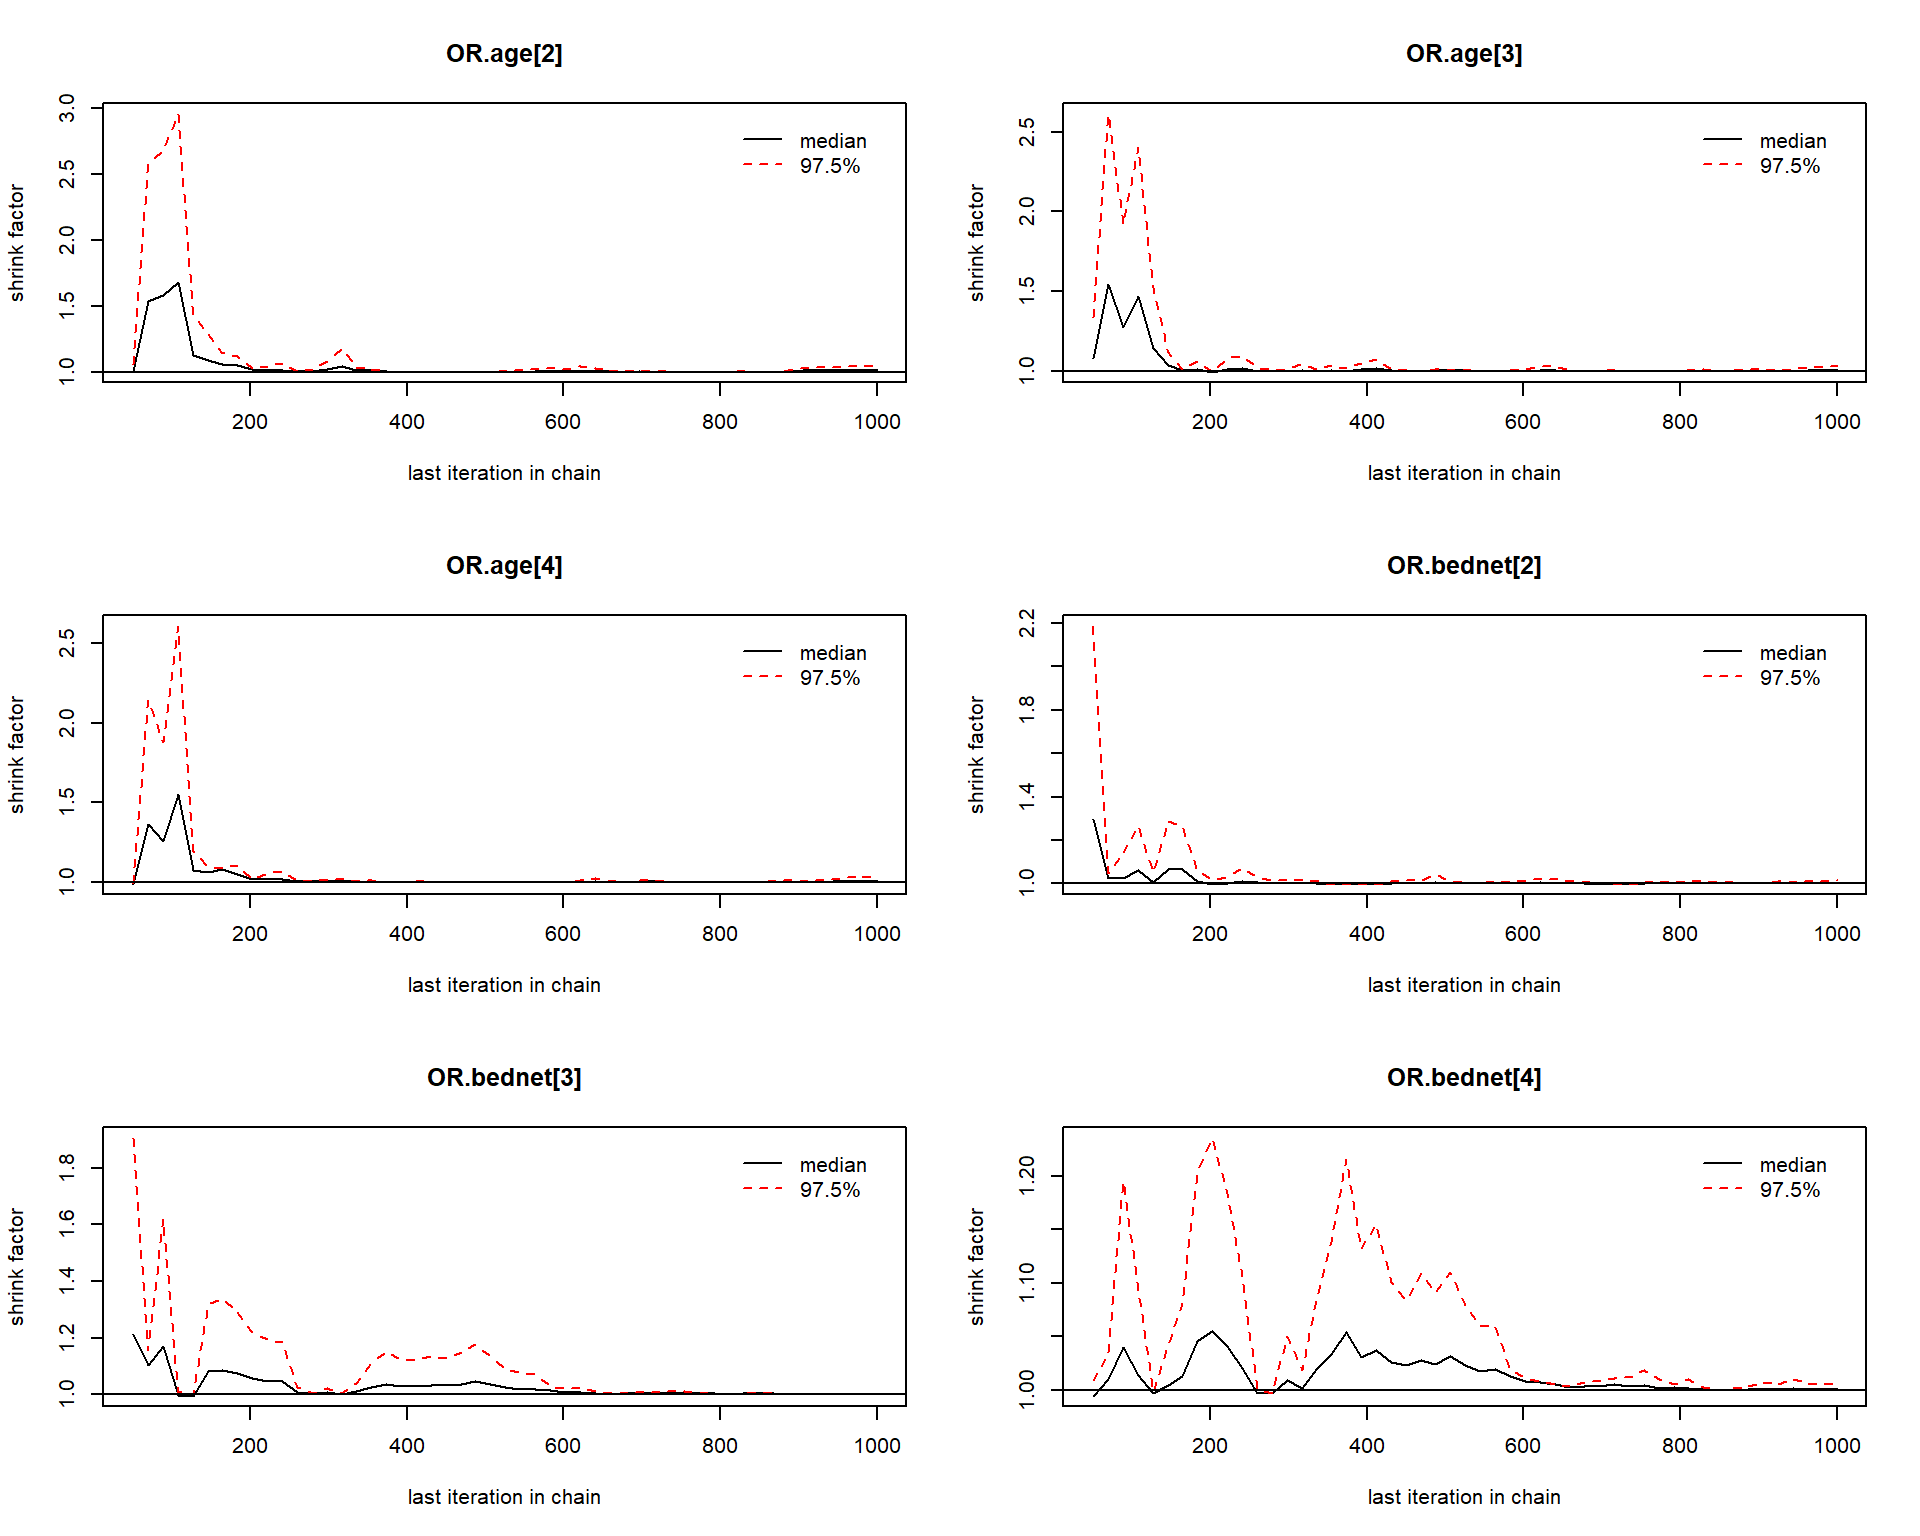 OR.age[2]
shrink factor
3.0
2.5
2.0
1.5
1.0
median
97.5%
200 400 600 800 1000
last iteration in chain
OR.age[3]
shrink factor
2.5
2.0
1.5
1.0
median
97.5%
200 400 600 800 1000
last iteration in chain
OR.age[4]
shrink factor
2.5
2.0
1.5
1.0
median
97.5%
200 400 600 800 1000
last iteration in chain
OR.bednet[2]
shrink factor
2.2
1.8
1.4
1.0
median
97.5%
200 400 600 800 1000
last iteration in chain
OR.bednet[3]
shrink factor
1.8
1.6
1.4
1.2
1.0
median
97.5%
200 400 600 800 1000
last iteration in chain
OR.bednet[4]
shrink factor
1.20
1.10
1.00
median
97.5%
200 400 600 800 1000
last iteration in chain